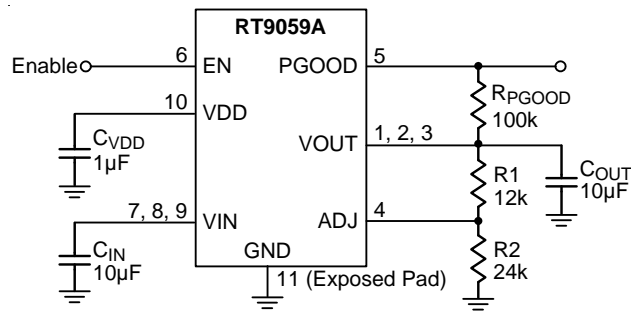 RT9059A
Enable
6
EN
PGOOD
5
RPGOOD
100k
10
VDD
CVDD
1µF
VOUT
1, 2, 3
R1
12k
COUT
10µF
7, 8, 9
VIN
CIN
10µF
ADJ
4
GND
R2
24k
11 (Exposed Pad)